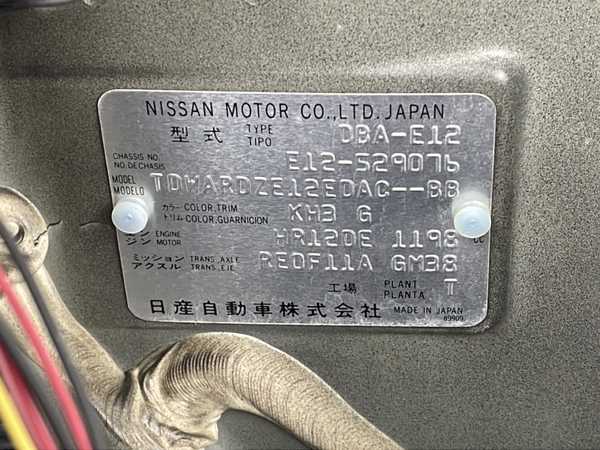 NISSAN MOTOR CO.,LTD. JAPAN
型式 TYPE TIPO DBA-E12
CHASSIS NO. NO.DECHASIS E12-529076
MODEL MODELO TDWARDZE12EDAC--BB
カラー COLOR,TRIM トリム COLOR,GUARNICION KH3 G
エンジン ENGINE MOTOR HR12DE 1198 CC
ミッション TRANS.,AXLE アクスル TRANS.,EJE RE0F11A GM38
工場 PLANT PLANTA T
日産自動車株式会社 MADE IN JAPAN
89909